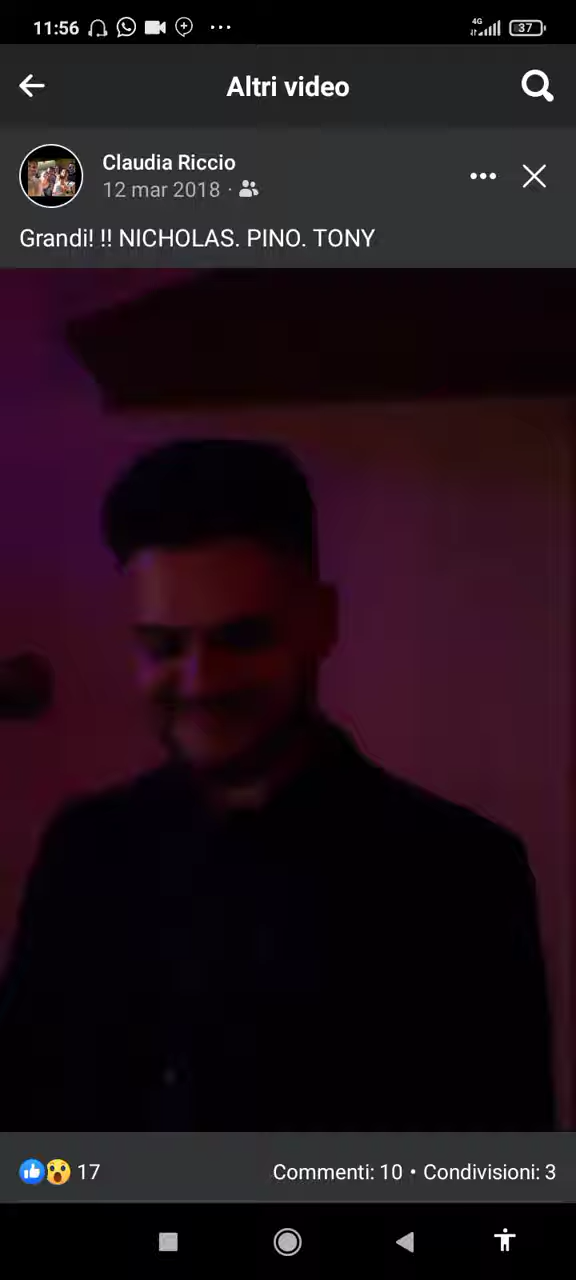 11:56 4G 37
Altri video
Claudia Riccio
12 mar 2018 ·
Grandi! !! NICHOLAS. PINO. TONY
17 Commenti: 10 • Condivisioni: 3